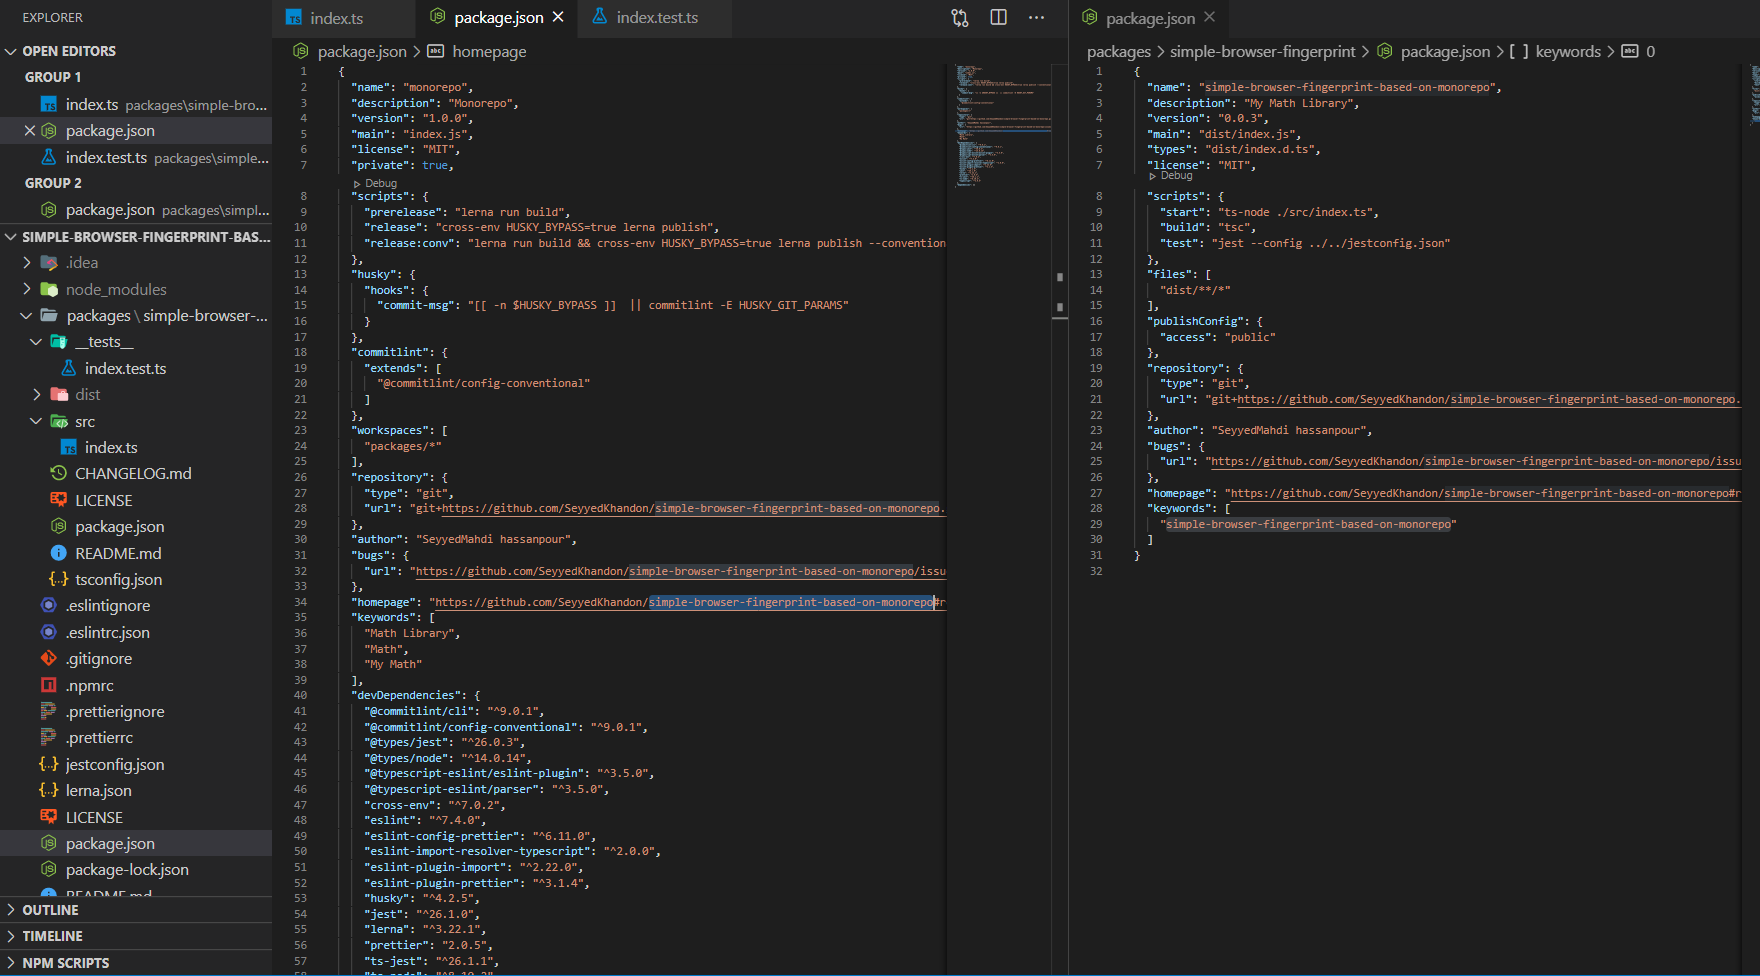 EXPLORER
OPEN EDITORS
GROUP 1
index.ts packages\simple-bro...
package.json
index.test.ts packages\simple...
GROUP 2
package.json packages\simpl...
SIMPLE-BROWSER-FINGERPRINT-BAS...
.idea
node_modules
packages \ simple-browser-...
__tests__
index.test.ts
dist
src
index.ts
CHANGELOG.md
LICENSE
package.json
README.md
tsconfig.json
.eslintignore
.eslintrc.json
.gitignore
.npmrc
.prettierignore
.prettierrc
jestconfig.json
lerna.json
LICENSE
package.json
package-lock.json
README.md
OUTLINE
TIMELINE
NPM SCRIPTS
index.ts
package.json
index.test.ts
package.json > homepage
1 {
2 "name": "monorepo",
3 "description": "Monorepo",
4 "version": "1.0.0",
5 "main": "index.js",
6 "license": "MIT",
7 "private": true,
Debug
8 "scripts": {
9 "prerelease": "lerna run build",
10 "release": "cross-env HUSKY_BYPASS=true lerna publish",
11 "release:conv": "lerna run build && cross-env HUSKY_BYPASS=true lerna publish --convention
12 },
13 "husky": {
14 "hooks": {
15 "commit-msg": "[[ -n $HUSKY_BYPASS ]] || commitlint -E HUSKY_GIT_PARAMS"
16 }
17 },
18 "commitlint": {
19 "extends": [
20 "@commitlint/config-conventional"
21 ]
22 },
23 "workspaces": [
24 "packages/*"
25 ],
26 "repository": {
27 "type": "git",
28 "url": "git+https://github.com/SeyyedKhandon/simple-browser-fingerprint-based-on-monorepo.
29 },
30 "author": "SeyyedMahdi hassanpour",
31 "bugs": {
32 "url": "https://github.com/SeyyedKhandon/simple-browser-fingerprint-based-on-monorepo/issu
33 },
34 "homepage": "https://github.com/SeyyedKhandon/simple-browser-fingerprint-based-on-monorepo#r
35 "keywords": [
36 "Math Library",
37 "Math",
38 "My Math"
39 ],
40 "devDependencies": {
41 "@commitlint/cli": "^9.0.1",
42 "@commitlint/config-conventional": "^9.0.1",
43 "@types/jest": "^26.0.3",
44 "@types/node": "^14.0.14",
45 "@typescript-eslint/eslint-plugin": "^3.5.0",
46 "@typescript-eslint/parser": "^3.5.0",
47 "cross-env": "^7.0.2",
48 "eslint": "^7.4.0",
49 "eslint-config-prettier": "^6.11.0",
50 "eslint-import-resolver-typescript": "^2.0.0",
51 "eslint-plugin-import": "^2.22.0",
52 "eslint-plugin-prettier": "^3.1.4",
53 "husky": "^4.2.5",
54 "jest": "^26.1.0",
55 "lerna": "^3.22.1",
56 "prettier": "2.0.5",
57 "ts-jest": "^26.1.1",
package.json
packages > simple-browser-fingerprint > package.json > [ ] keywords > 0
1 {
2 "name": "simple-browser-fingerprint-based-on-monorepo",
3 "description": "My Math Library",
4 "version": "0.0.3",
5 "main": "dist/index.js",
6 "types": "dist/index.d.ts",
7 "license": "MIT",
Debug
8 "scripts": {
9 "start": "ts-node ./src/index.ts",
10 "build": "tsc",
11 "test": "jest --config ../../jestconfig.json"
12 },
13 "files": [
14 "dist/**/*"
15 ],
16 "publishConfig": {
17 "access": "public"
18 },
19 "repository": {
20 "type": "git",
21 "url": "git+https://github.com/SeyyedKhandon/simple-browser-fingerprint-based-on-monorepo.
22 },
23 "author": "SeyyedMahdi hassanpour",
24 "bugs": {
25 "url": "https://github.com/SeyyedKhandon/simple-browser-fingerprint-based-on-monorepo/issu
26 },
27 "homepage": "https://github.com/SeyyedKhandon/simple-browser-fingerprint-based-on-monorepo#r
28 "keywords": [
29 "simple-browser-fingerprint-based-on-monorepo"
30 ]
31 }
32